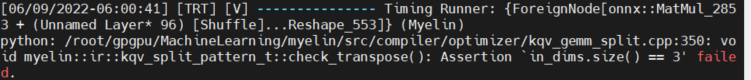 [06/09/2022-06:00:41] [TRT] [V] --------------- Timing Runner: {ForeignNode[onnx::MatMul_285
3 + (Unnamed Layer* 96) [Shuffle]...Reshape_553]} (Myelin)
python: /root/gpgpu/MachineLearning/myelin/src/compiler/optimizer/kqv_gemm_split.cpp:350: vo
id myelin::ir::kqv_split_pattern_t::check_transpose(): Assertion `in_dims.size() == 3' faile
d.